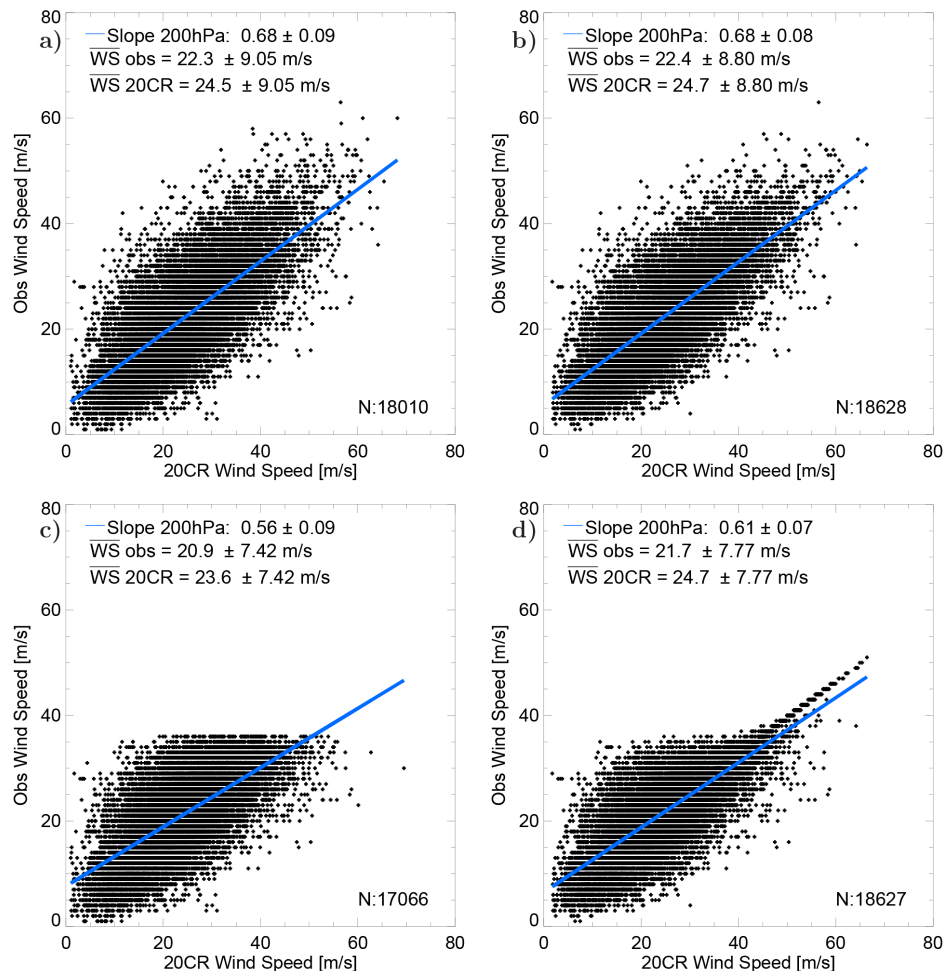 a)
80
Slope 200hPa: 0.68 ± 0.09
WS obs = 22.3 ± 9.05 m/s
WS 20CR = 24.5 ± 9.05 m/s
60
40
20
0
Obs Wind Speed [m/s]
N:18010
0 20 40 60 80
20CR Wind Speed [m/s]
b)
80
Slope 200hPa: 0.68 ± 0.08
WS obs = 22.4 ± 8.80 m/s
WS 20CR = 24.7 ± 8.80 m/s
60
40
20
0
Obs Wind Speed [m/s]
N:18628
0 20 40 60 80
20CR Wind Speed [m/s]
c)
80
Slope 200hPa: 0.56 ± 0.09
WS obs = 20.9 ± 7.42 m/s
WS 20CR = 23.6 ± 7.42 m/s
60
40
20
0
Obs Wind Speed [m/s]
N:17066
0 20 40 60 80
20CR Wind Speed [m/s]
d)
80
Slope 200hPa: 0.61 ± 0.07
WS obs = 21.7 ± 7.77 m/s
WS 20CR = 24.7 ± 7.77 m/s
60
40
20
0
Obs Wind Speed [m/s]
N:18627
0 20 40 60 80
20CR Wind Speed [m/s]